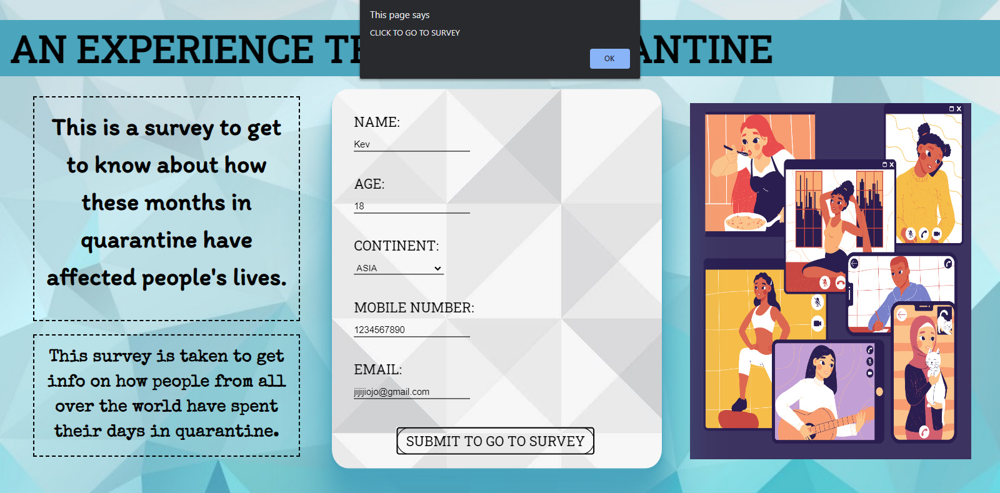 This page says
CLICK TO GO TO SURVEY
OK
AN EXPERIENCE ANTINE
This is a survey to get
to know about how
these months in
quarantine have
affected people's lives.
This survey is taken to get
info on how people from all
over the world have spent
their days in quarantine.
NAME:
Kev
AGE:
18
CONTINENT:
ASIA
MOBILE NUMBER:
1234567890
EMAIL:
jijijiojo@gmail.com
SUBMIT TO GO TO SURVEY